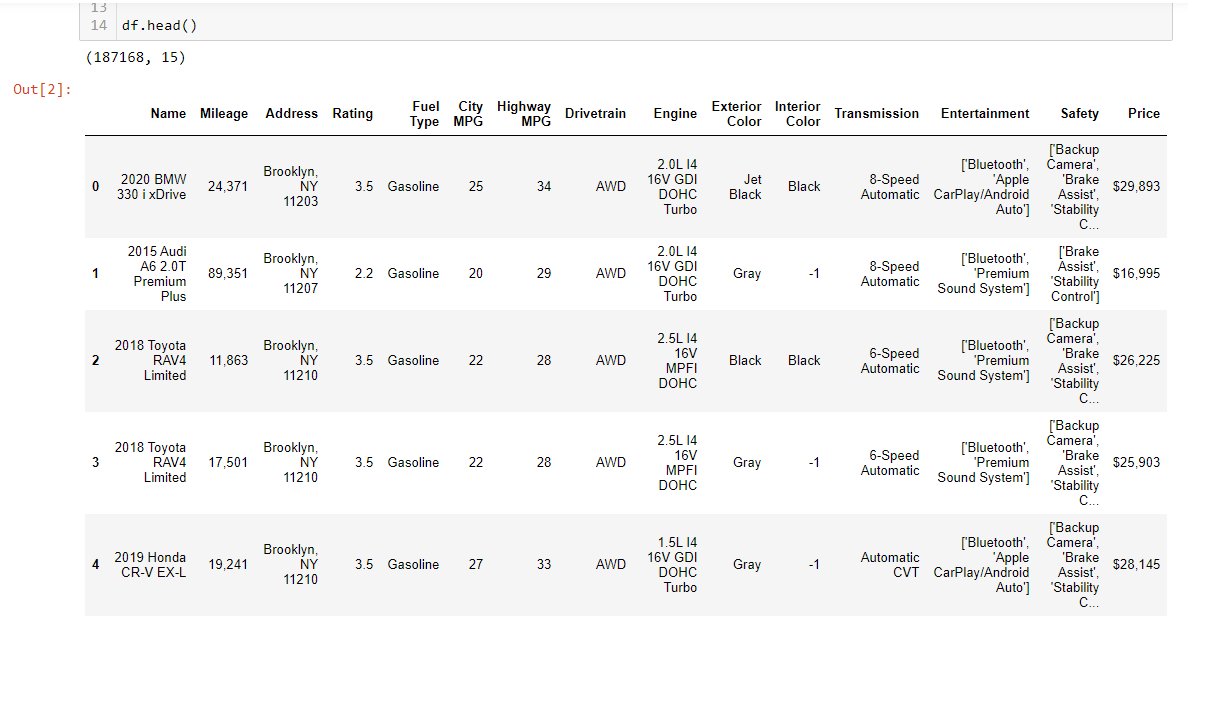 13
14 df.head()
(187168, 15)
Out[2]:
Name Mileage Address Rating Fuel Type City MPG Highway MPG Drivetrain Engine Exterior Color Interior Color Transmission Entertainment Safety Price
0 2020 BMW 330 i xDrive 24,371 Brooklyn, NY 11203 3.5 Gasoline 25 34 AWD 2.0L I4 16V GDI DOHC Turbo Jet Black Black 8-Speed Automatic ['Bluetooth', 'Apple CarPlay/Android Auto'] ['Backup Camera', 'Brake Assist', 'Stability C... $29,893
1 2015 Audi A6 2.0T Premium Plus 89,351 Brooklyn, NY 11207 2.2 Gasoline 20 29 AWD 2.0L I4 16V GDI DOHC Turbo Gray -1 8-Speed Automatic ['Bluetooth', 'Premium Sound System'] ['Brake Assist', 'Stability Control'] $16,995
2 2018 Toyota RAV4 Limited 11,863 Brooklyn, NY 11210 3.5 Gasoline 22 28 AWD 2.5L I4 16V MPFI DOHC Black Black 6-Speed Automatic ['Bluetooth', 'Premium Sound System'] ['Backup Camera', 'Brake Assist', 'Stability C... $26,225
3 2018 Toyota RAV4 Limited 17,501 Brooklyn, NY 11210 3.5 Gasoline 22 28 AWD 2.5L I4 16V MPFI DOHC Gray -1 6-Speed Automatic ['Bluetooth', 'Premium Sound System'] ['Backup Camera', 'Brake Assist', 'Stability C... $25,903
4 2019 Honda CR-V EX-L 19,241 Brooklyn, NY 11210 3.5 Gasoline 27 33 AWD 1.5L I4 16V GDI DOHC Turbo Gray -1 Automatic CVT ['Bluetooth', 'Apple CarPlay/Android Auto'] ['Backup Camera', 'Brake Assist', 'Stability C... $28,145